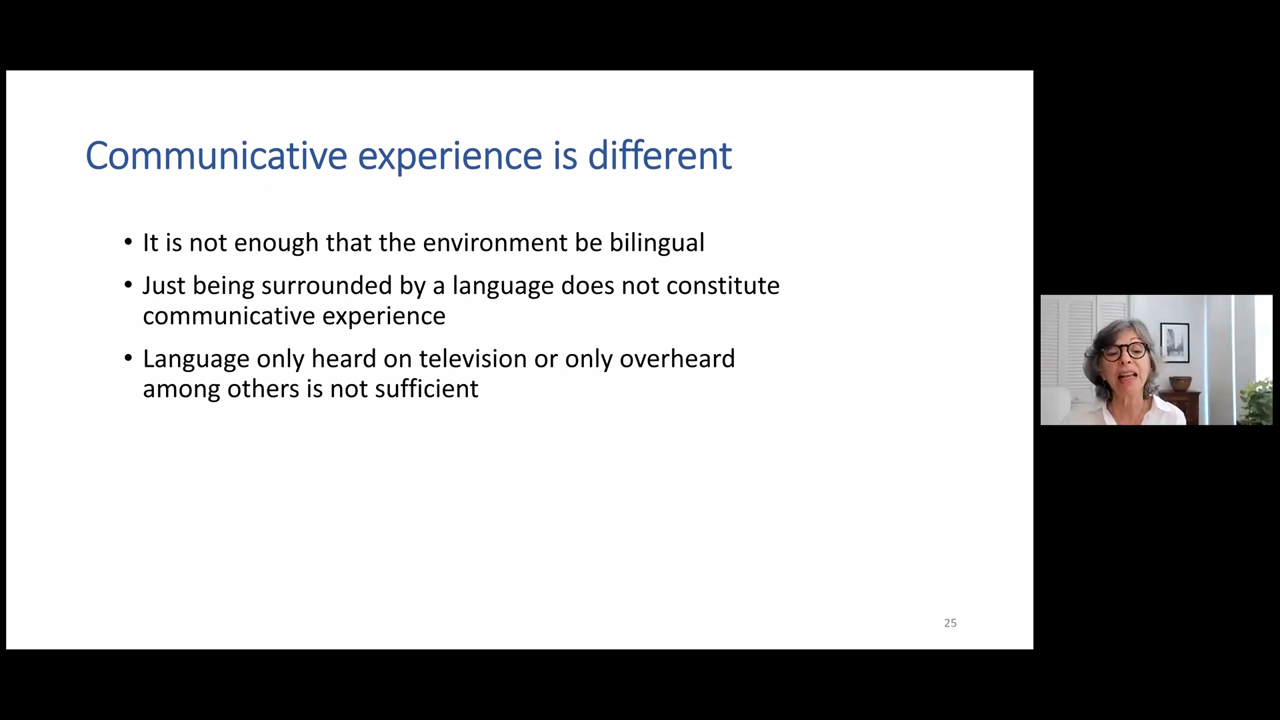 Communicative experience is different
• It is not enough that the environment be bilingual
• Just being surrounded by a language does not constitute
communicative experience
• Language only heard on television or only overheard
among others is not sufficient
25